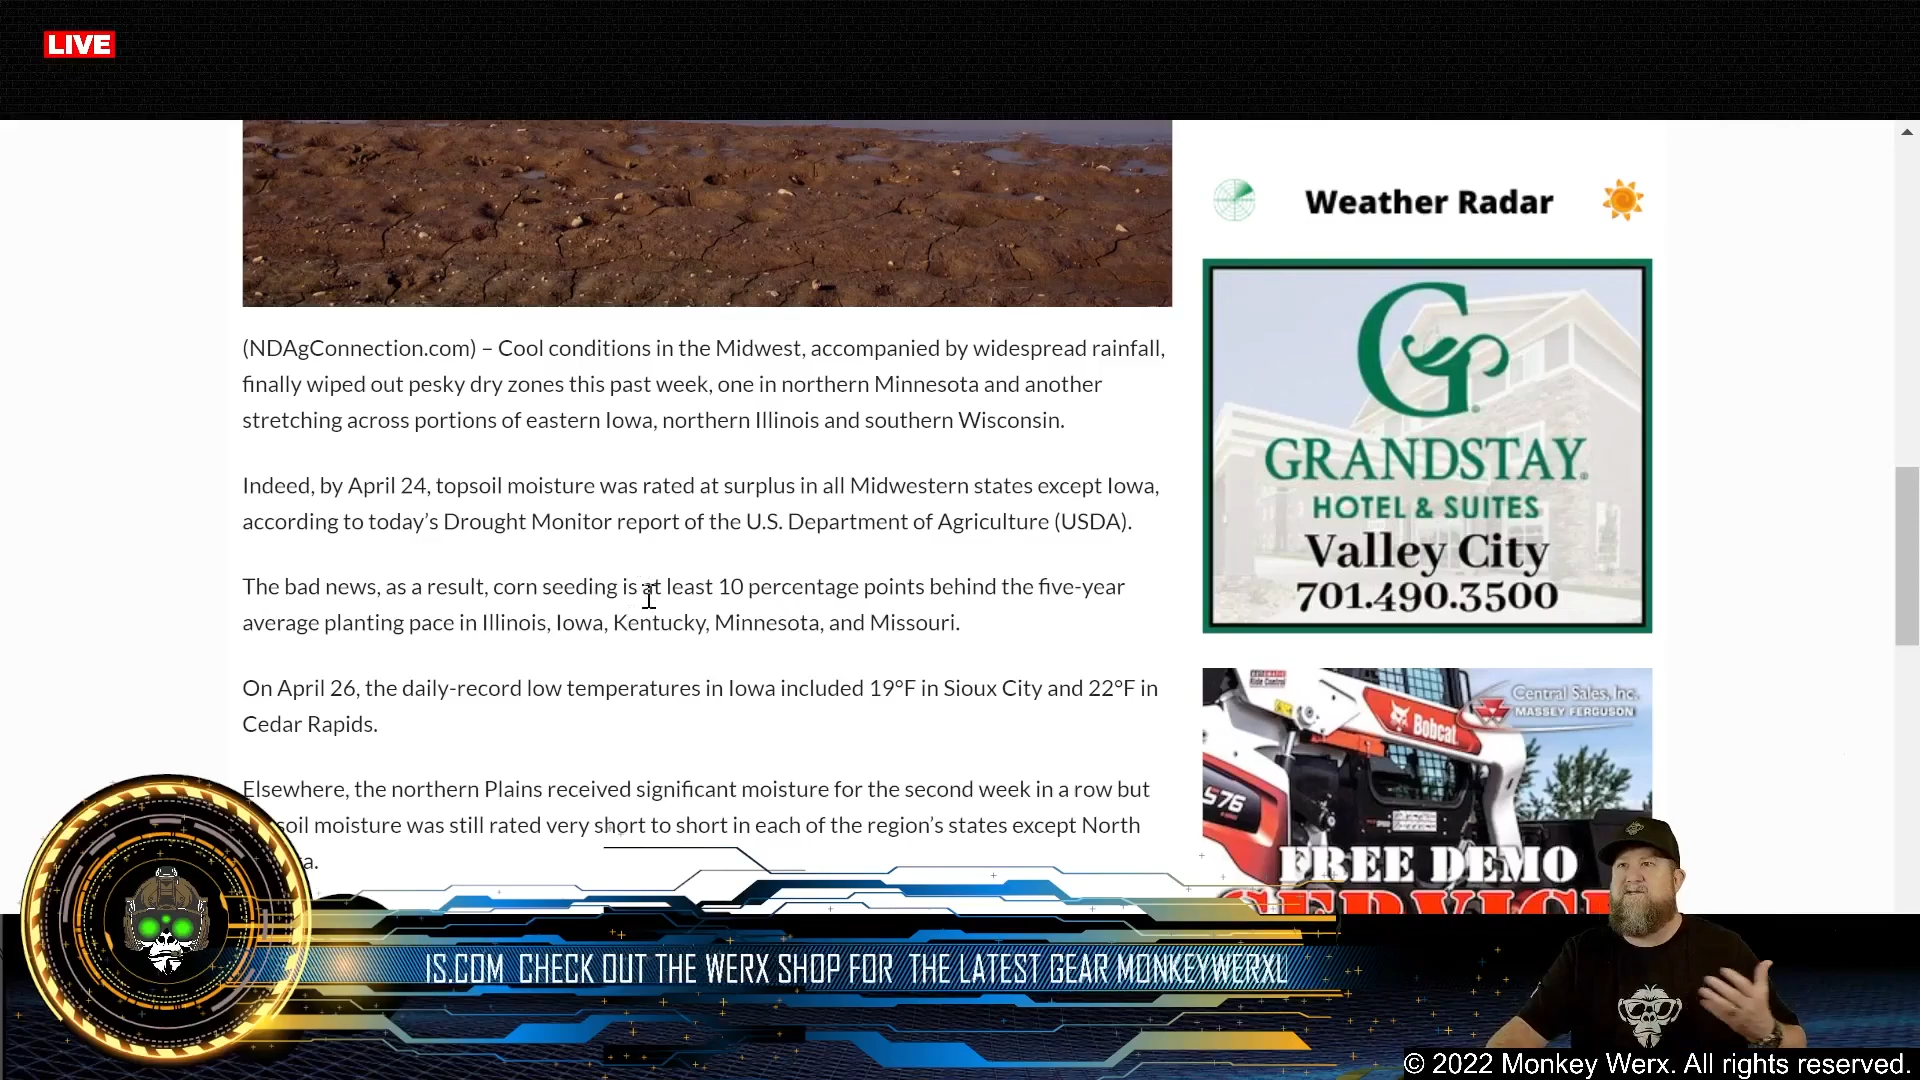 LIVE
Weather Radar
(NDAgConnection.com) – Cool conditions in the Midwest, accompanied by widespread rainfall,
finally wiped out pesky dry zones this past week, one in northern Minnesota and another
stretching across portions of eastern Iowa, northern Illinois and southern Wisconsin.
Indeed, by April 24, topsoil moisture was rated at surplus in all Midwestern states except Iowa,
according to today's Drought Monitor report of the U.S. Department of Agriculture (USDA).
The bad news, as a result, corn seeding is at least 10 percentage points behind the five-year
average planting pace in Illinois, Iowa, Kentucky, Minnesota, and Missouri.
On April 26, the daily-record low temperatures in Iowa included 19°F in Sioux City and 22°F in
Cedar Rapids.
Elsewhere, the northern Plains received significant moisture for the second week in a row but
soil moisture was still rated very short to short in each of the region's states except North
G
GRANDSTAY
HOTEL & SUITES
Valley City
701.490.3500
Central Sales, Inc.
MASSEY FERGUSON
Bobcat
S76
FREE DEMO
SERVICE
IS.COM CHECK OUT THE WERX SHOP FOR THE LATEST GEAR MONKEYWERXL
© 2022 Monkey Werx. All rights reserved.